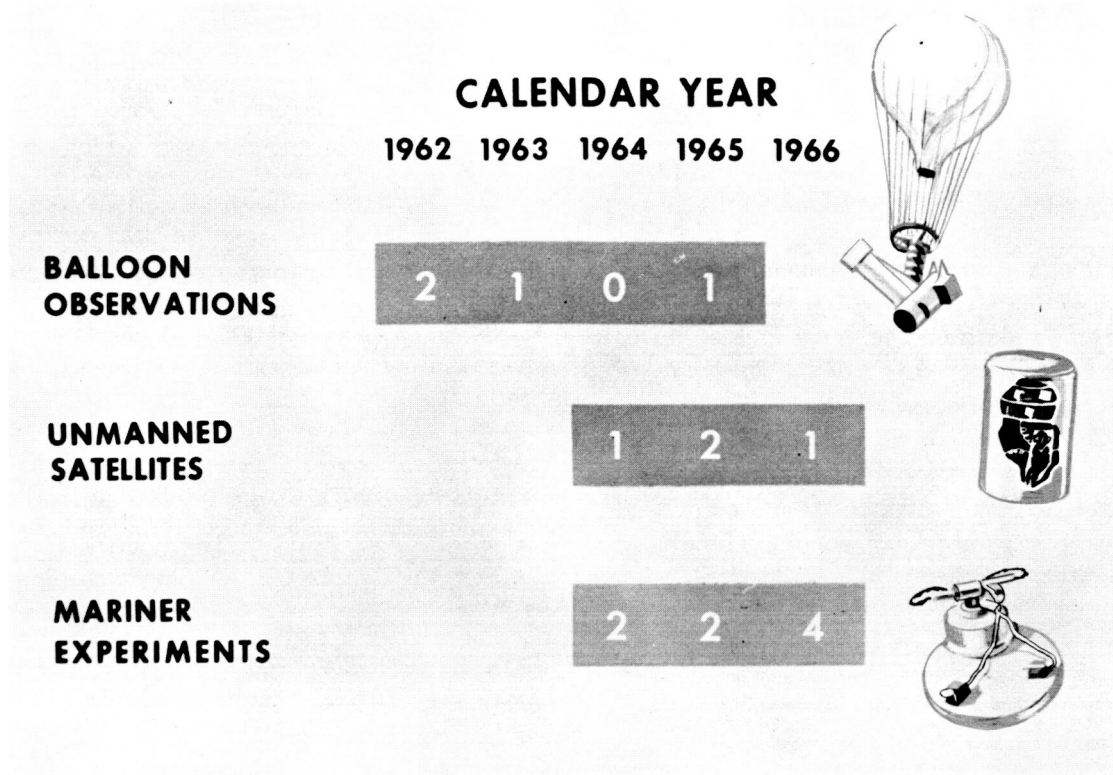 CALENDAR YEAR
1962 1963 1964 1965 1966
BALLOON
OBSERVATIONS
2 1 0 1
UNMANNED
SATELLITES
1 2 1
MARINER
EXPERIMENTS
2 2 4